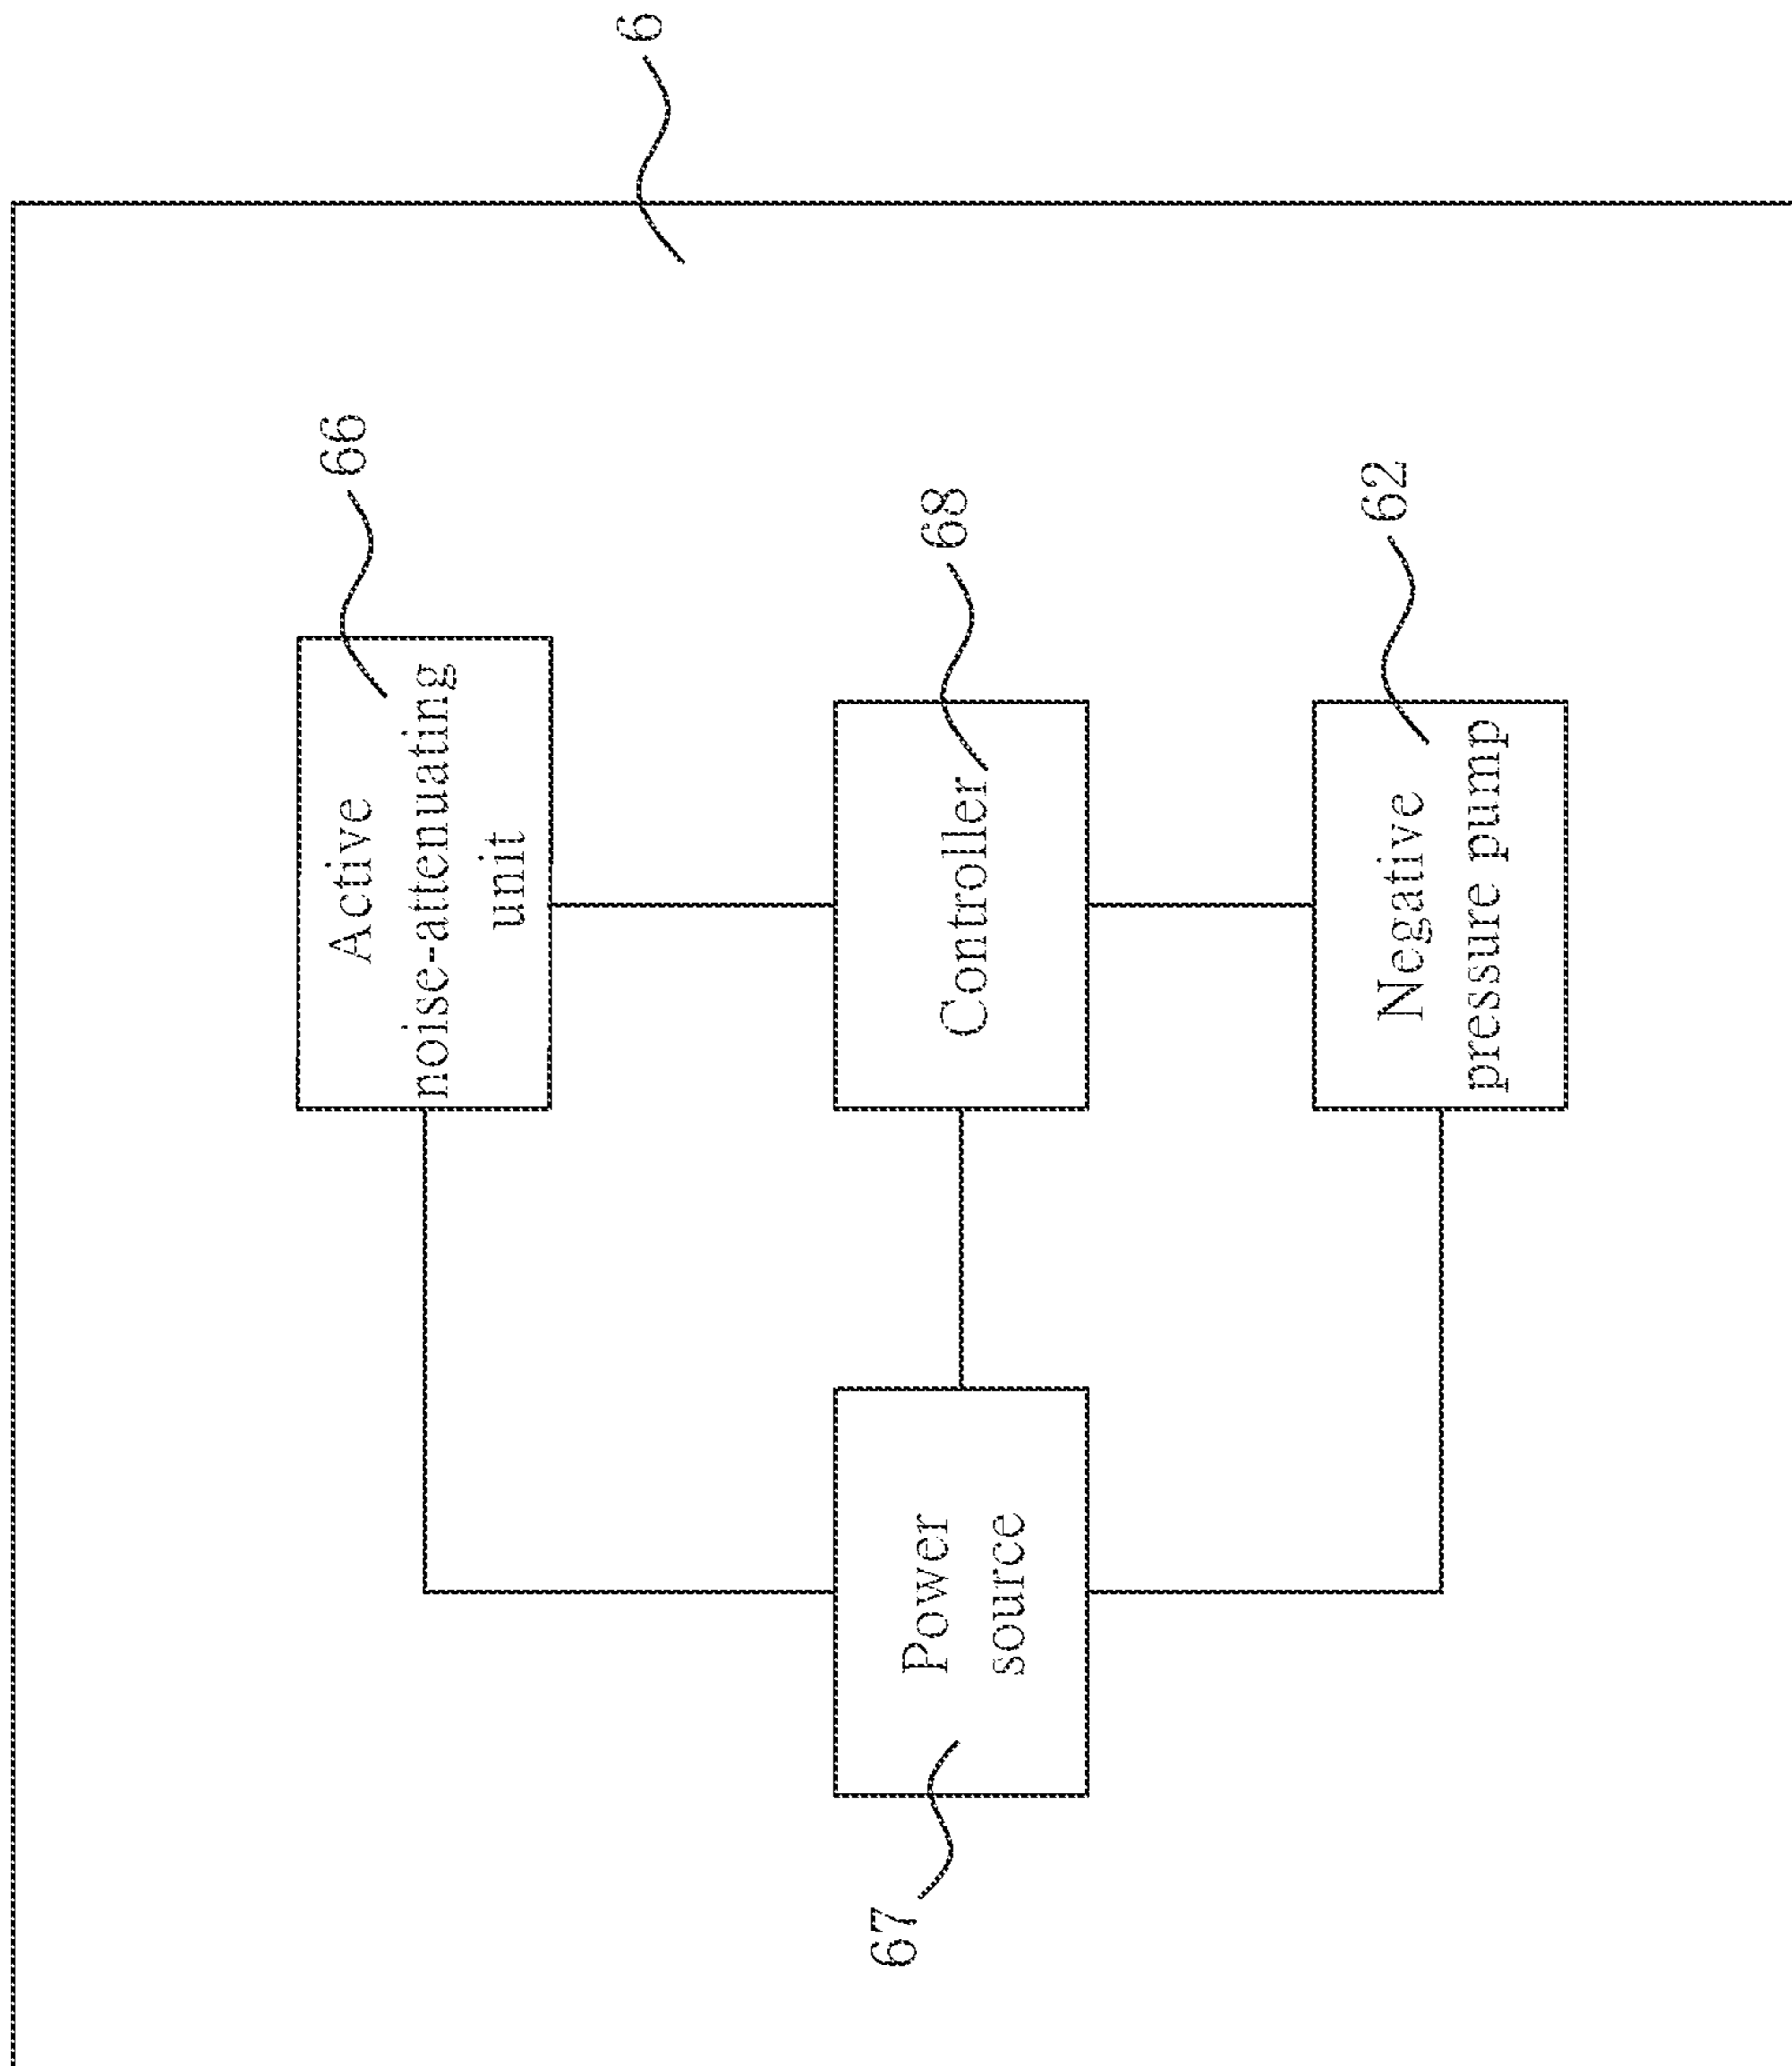 6
66
Active
noise-attenuating
unit
68
Controller
62
Negative
pressure pump
Power
source
67